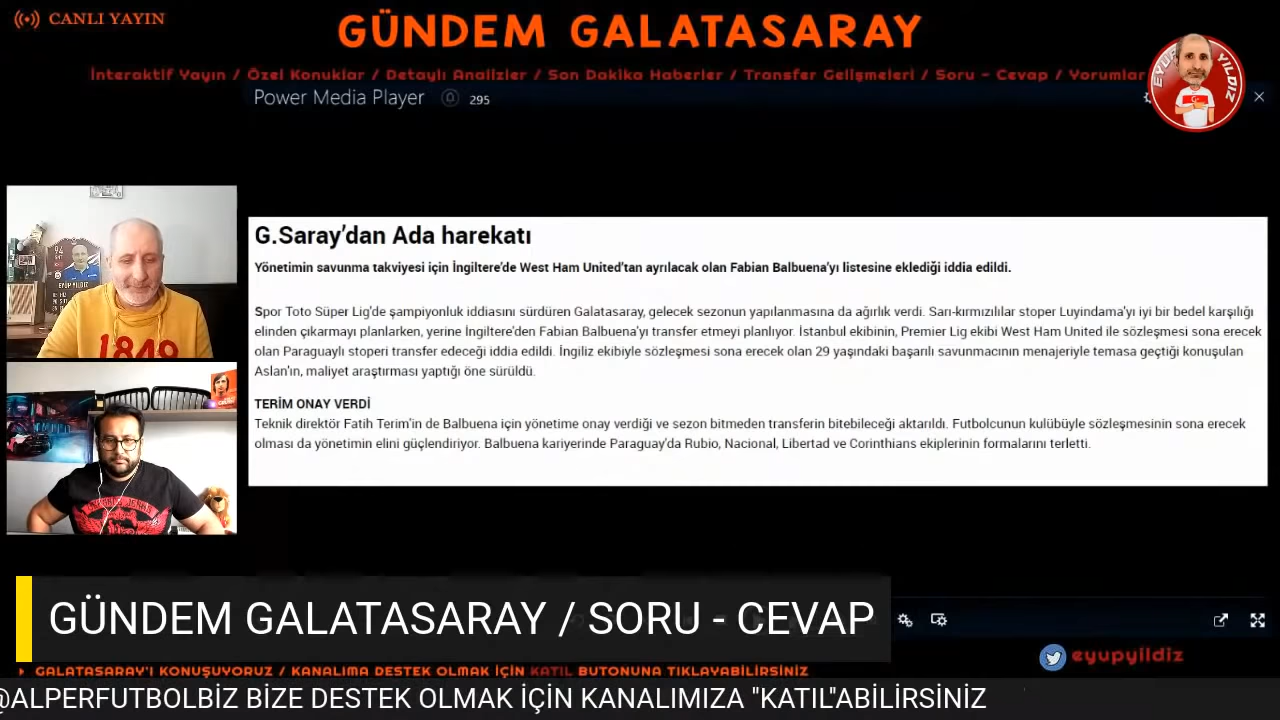 CANLI YAYIN
GÜNDEM GALATASARAY
İnteraktif Yayın / Özel Konuklar / Detaylı Analizler / Son Dakika Haberler / Transfer Gelişmeleri / Soru - Cevap / Yorumlar
EYÜP YILDIZ
Power Media Player
295
94
EYÜP YILDIZ
1849
G.Saray’dan Ada harekatı
Yönetimin savunma takviyesi için İngiltere’de West Ham United’tan ayrılacak olan Fabian Balbuena’yı listesine eklediği iddia edildi.
Spor Toto Süper Lig’de şampiyonluk iddiasını sürdüren Galatasaray, gelecek sezonun yapılanmasına da ağırlık verdi. Sarı-kırmızılılar stoper Luyindama’yı iyi bir bedel karşılığı
elinden çıkarmayı planlarken, yerine İngiltere’den Fabian Balbuena’yı transfer etmeyi planlıyor. İstanbul ekibinin, Premier Lig ekibi West Ham United ile sözleşmesi sona erecek
olan Paraguaylı stoperi transfer edeceği iddia edildi. İngiliz ekibiyle sözleşmesi sona erecek olan 29 yaşındaki başarılı savunmacının menajeriyle temasa geçtiği konuşulan
Aslan’ın, maliyet araştırması yaptığı öne sürüldü.
TERİM ONAY VERDİ
Teknik direktör Fatih Terim’in de Balbuena için yönetime onay verdiği ve sezon bitmeden transferin bitebileceği aktarıldı. Futbolcunun kulübüyle sözleşmesinin sona erecek
olması da yönetimin elini güçlendiriyor. Balbuena kariyerinde Paraguay’da Rubio, Nacional, Libertad ve Corinthians ekiplerinin formalarını terletti.
GÜNDEM GALATASARAY / SORU - CEVAP
eyupyildiz
GALATASARAY'I KONUŞUYORUZ / KANALIMA DESTEK OLMAK İÇİN KATIL BUTONUNA TIKLAYABİLİRSİNİZ
@ALPERFUTBOLBİZ BİZE DESTEK OLMAK İÇİN KANALIMIZA "KATIL"ABİLİRSİNİZ